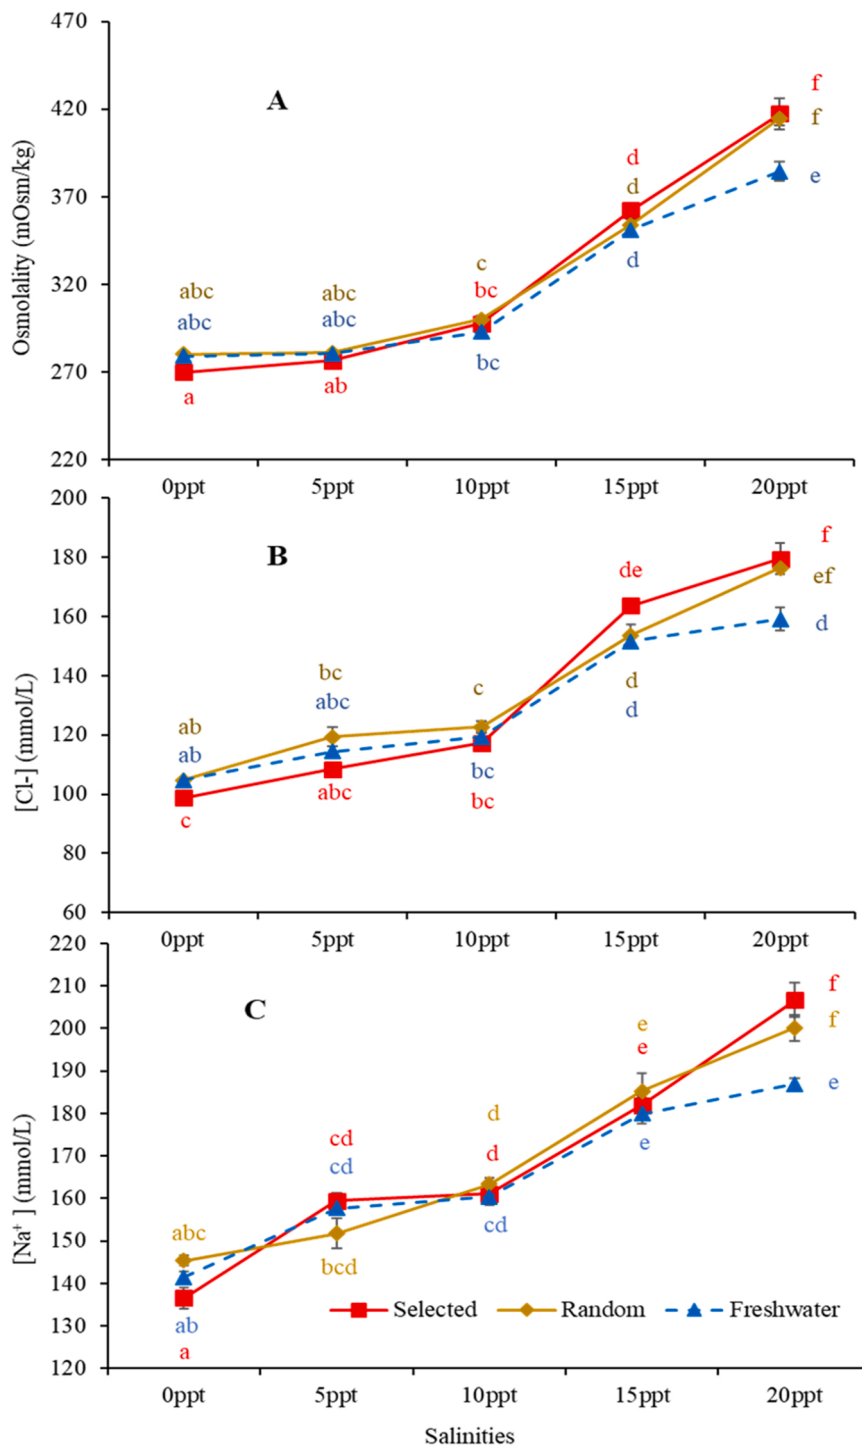 470
420
370
320
270
220
Osmolality (mOsm/kg)
A
abc
abc
a
abc
abc
ab
c
bc
bc
d
d
d
f
f
e
0ppt 5ppt 10ppt 15ppt 20ppt
200
180
160
140
120
100
80
60
[Cl-] (mmol/L)
B
ab
ab
c
bc
abc
abc
c
bc
bc
de
d
d
f
ef
d
0ppt 5ppt 10ppt 15ppt 20ppt
220
210
200
190
180
170
160
150
140
130
120
[Na⁺ ] (mmol/L)
C
abc
ab
a
cd
cd
bcd
d
d
cd
e
e
e
f
f
e
Selected Random Freshwater
0ppt 5ppt 10ppt 15ppt 20ppt
Salinities